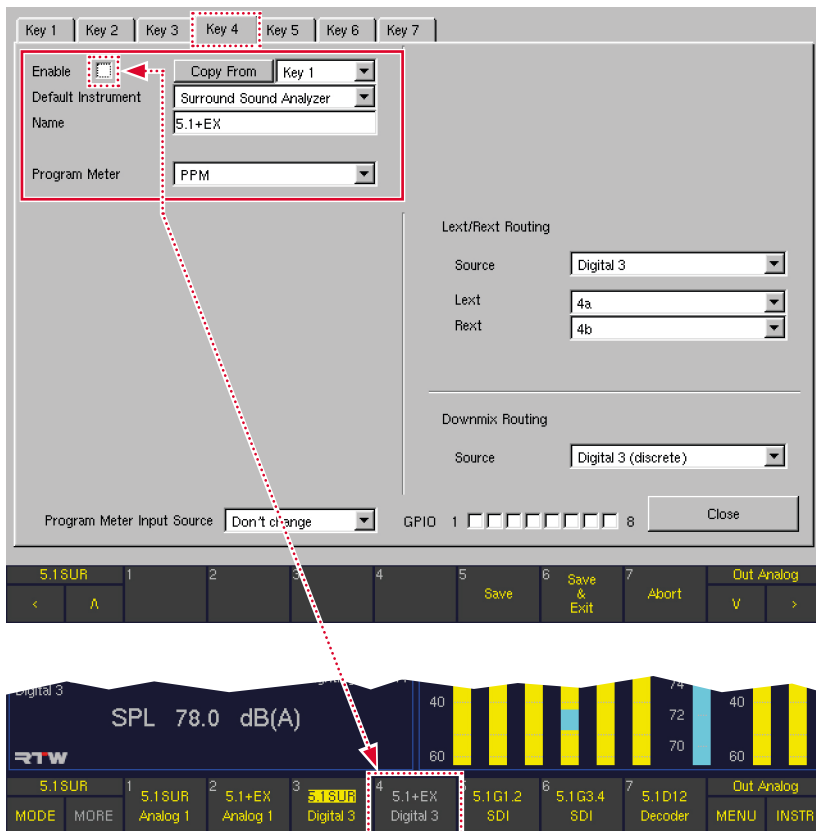 Key 1 Key 2 Key 3 Key 4 Key 5 Key 6 Key 7
Enable Copy From Key 1
Default Instrument Surround Sound Analyzer
Name 5.1+EX
Program Meter PPM
Lext/Rext Routing
Source Digital 3
Lext 4a
Rext 4b
Downmix Routing
Source Digital 3 (discrete)
Program Meter Input Source Don't change GPIO 1 8 Close
5.1SUR 1 2 3 4 5 Save 6 Save & Exit 7 Abort Out Analog
< Λ V >
Digital 3
SPL 78.0 dB(A)
RTW
40 60
74 72 70
40 60
5.1SUR 1 5.1SUR 2 5.1+EX 3 5.1SUR 4 5.1+EX 5 5.1G1.2 6 5.1G3.4 7 5.1D12 Out Analog
MODE MORE Analog 1 Analog 1 Digital 3 Digital 3 SDI SDI Decoder MENU INSTR